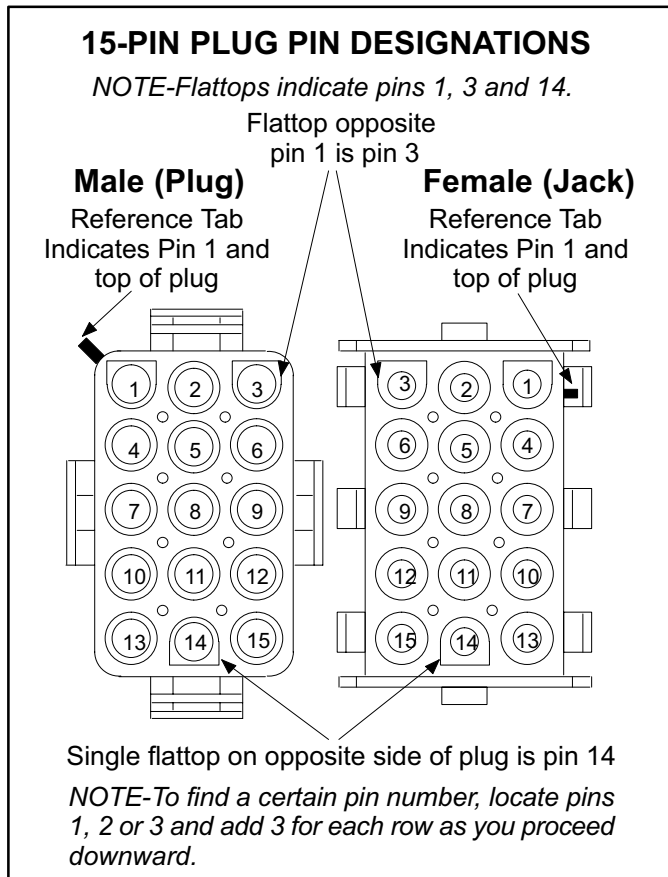 15-PIN PLUG PIN DESIGNATIONS
NOTE-Flattops indicate pins 1, 3 and 14.
Flattop opposite
pin 1 is pin 3
Male (Plug)
Reference Tab
Indicates Pin 1 and
top of plug
Female (Jack)
Reference Tab
Indicates Pin 1 and
top of plug
1 2 3
4 5 6
7 8 9
10 11 12
13 14 15
3 2 1
6 5 4
9 8 7
12 11 10
15 14 13
Single flattop on opposite side of plug is pin 14
NOTE-To find a certain pin number, locate pins
1, 2 or 3 and add 3 for each row as you proceed
downward.